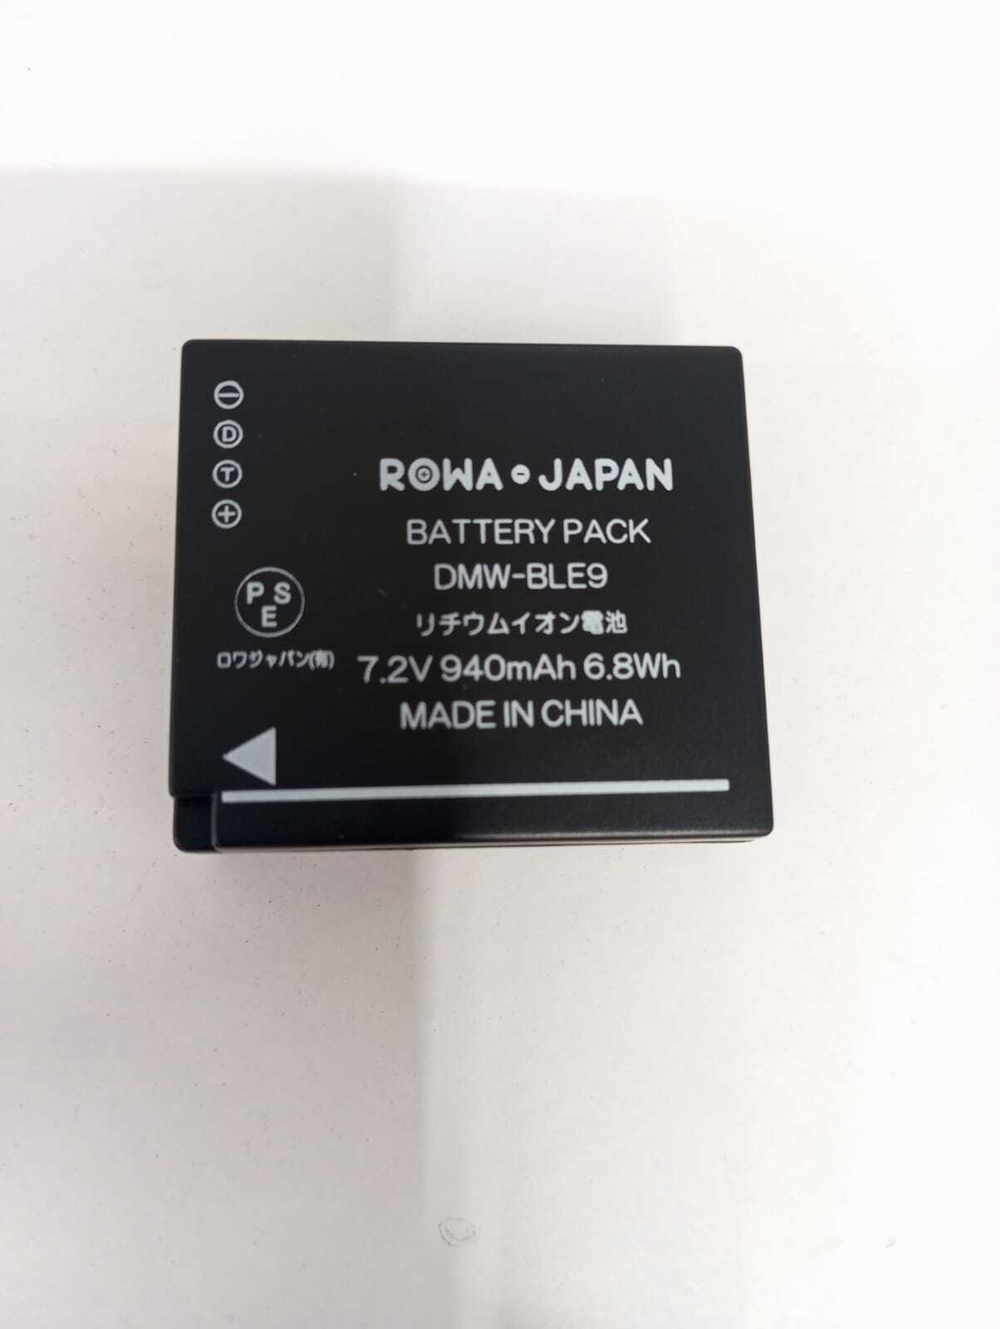 ⊖
Ⓓ
Ⓣ
⊕
ROWA JAPAN
BATTERY PACK
DMW-BLE9
リチウムイオン電池
7.2V 940mAh 6.8Wh
MADE IN CHINA
PSE
ロワジャパン(有)